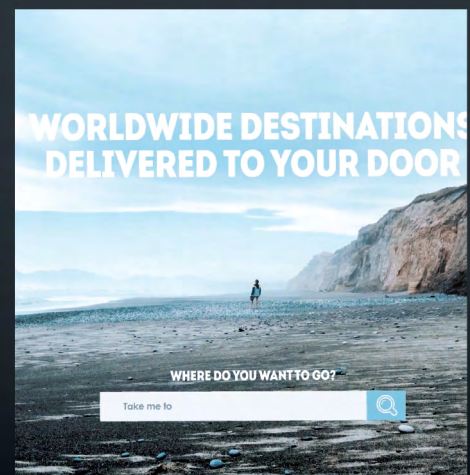 WORLDWIDE DESTINATIONS
DELIVERED TO YOUR DOOR
WHERE DO YOU WANT TO GO?
Take me to